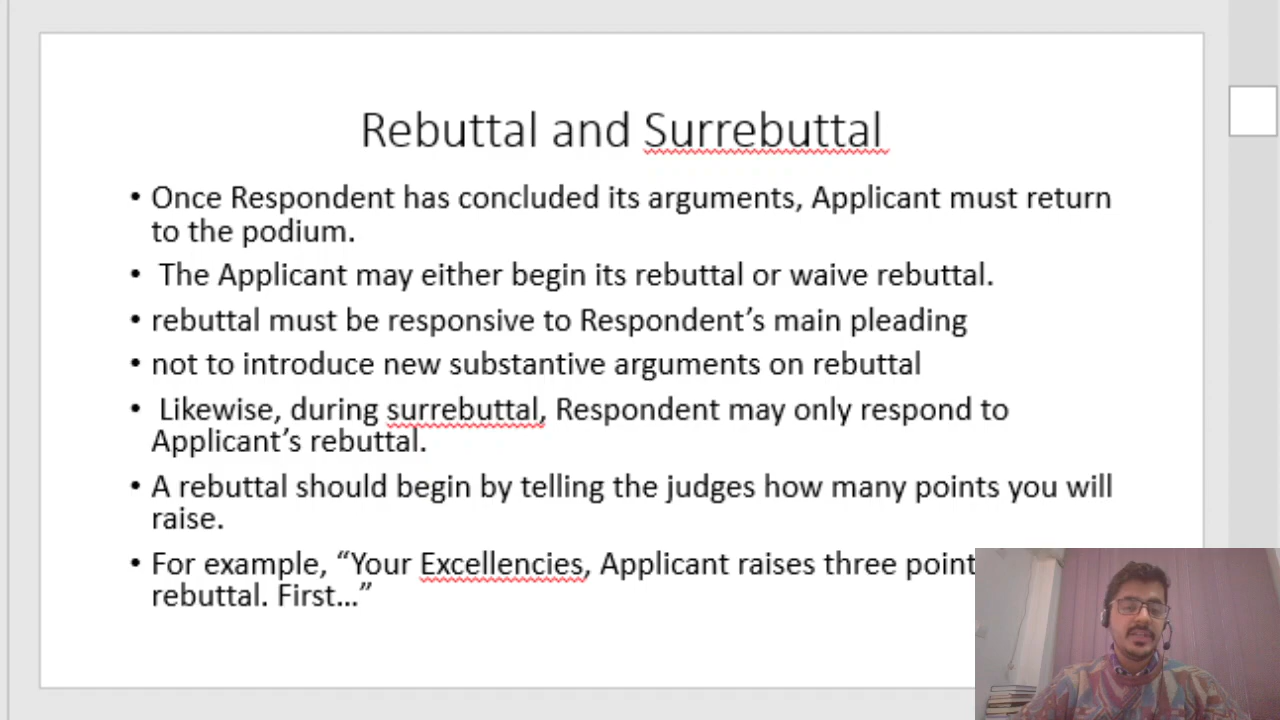 Rebuttal and Surrebuttal
• Once Respondent has concluded its arguments, Applicant must return
to the podium.
• The Applicant may either begin its rebuttal or waive rebuttal.
• rebuttal must be responsive to Respondent’s main pleading
• not to introduce new substantive arguments on rebuttal
• Likewise, during surrebuttal, Respondent may only respond to
Applicant’s rebuttal.
• A rebuttal should begin by telling the judges how many points you will
raise.
• For example, “Your Excellencies, Applicant raises three point
rebuttal. First…”